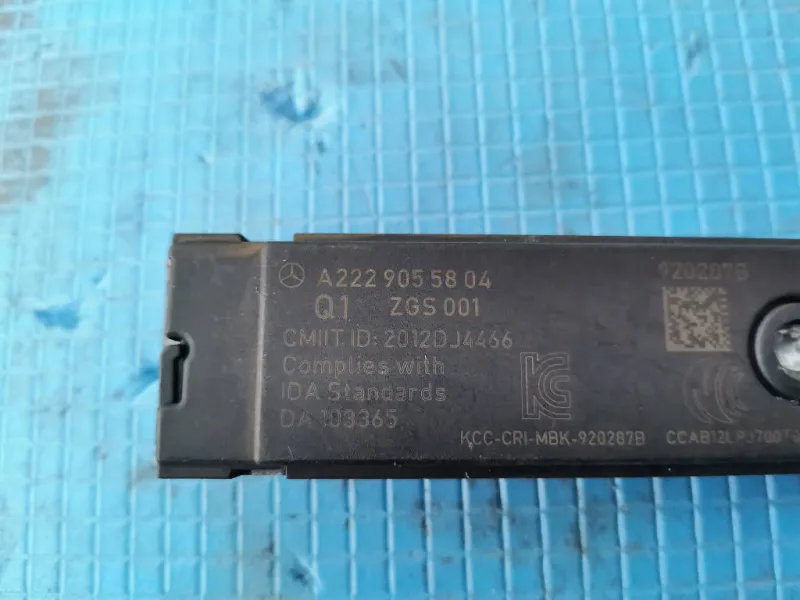 A222 905 58 04
Q1 ZGS 001
CMIIT ID: 2012DJ4466
Complies with
IDA Standards
DA 103365
920287B
KCC-CRI-MBK-920287B